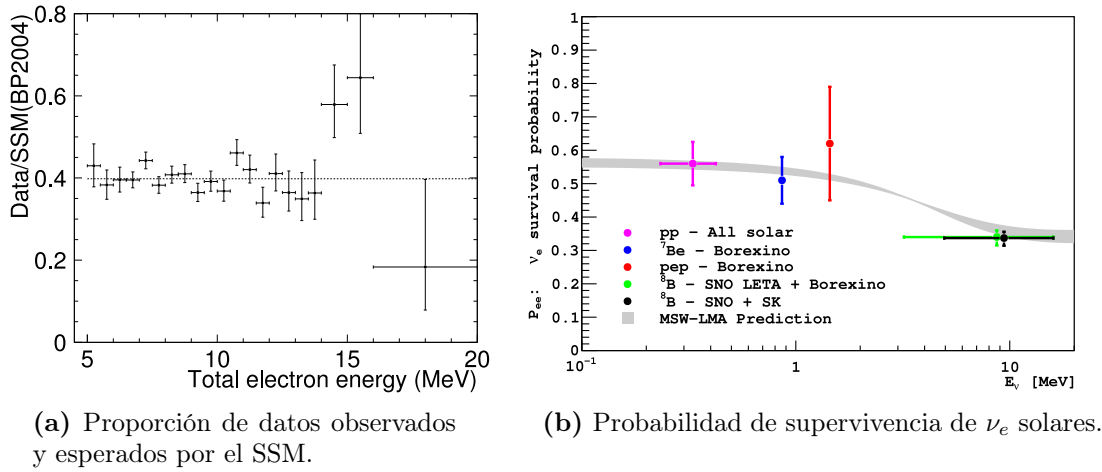 0.8
0.6
0.4
0.2
0
5
10
15
20
Data/SSM(BP2004)
Total electron energy (MeV)
(a) Proporción de datos observados
y esperados por el SSM.
1
0.9
0.8
0.7
0.6
0.5
0.4
0.3
0.2
0.1
0
P_ee: ν_e survival probability
pp – All solar
⁷Be – Borexino
pep – Borexino
⁸B – SNO LETA + Borexino
⁸B – SNO + SK
MSW-LMA Prediction
10⁻¹
1
10
E_ν [MeV]
(b) Probabilidad de supervivencia de ν_e solares.